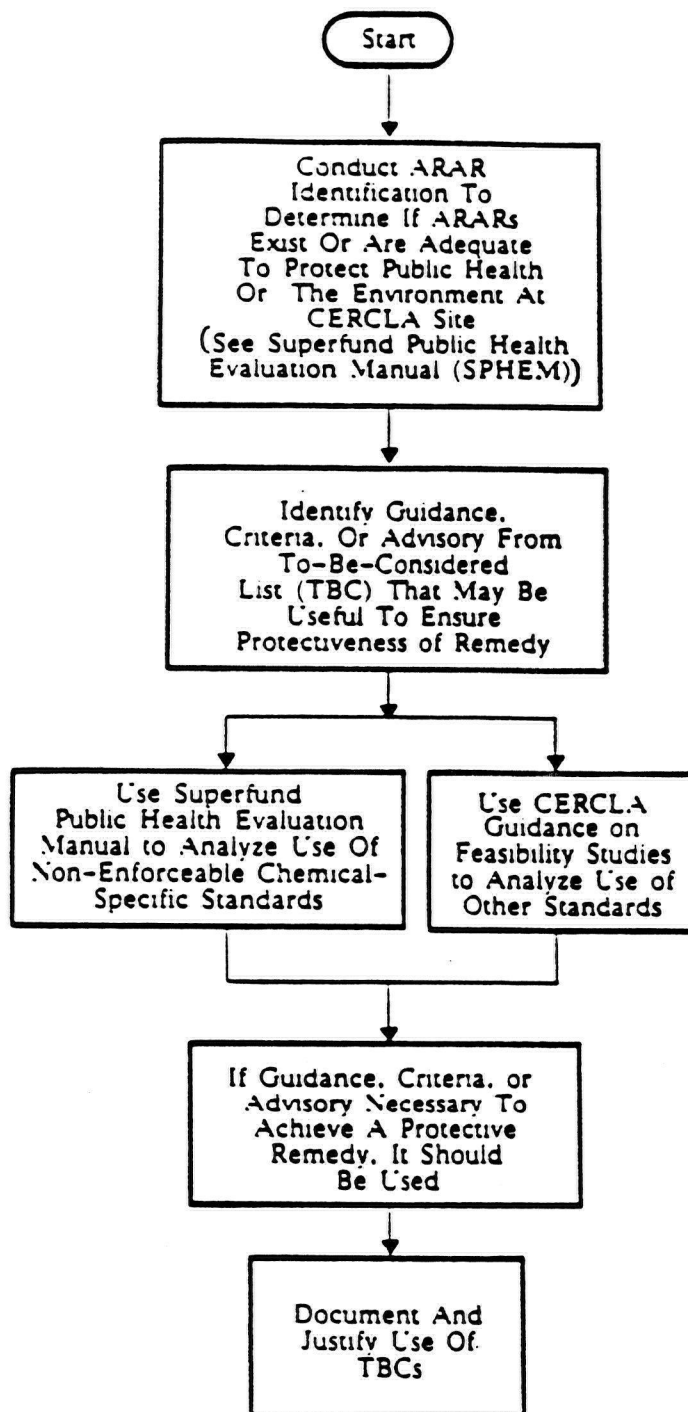 Start
Conduct ARAR
Identification To
Determine If ARARs
Exist Or Are Adequate
To Protect Public Health
Or The Environment At
CERCLA Site
(See Superfund Public Health
Evaluation Manual (SPHEM))
Identify Guidance,
Criteria, Or Advisory From
To-Be-Considered
List (TBC) That May Be
Useful To Ensure
Protectiveness of Remedy
Use Superfund
Public Health Evaluation
Manual to Analyze Use Of
Non-Enforceable Chemical-
Specific Standards
Use CERCLA
Guidance on
Feasibility Studies
to Analyze Use of
Other Standards
If Guidance, Criteria, or
Advisory Necessary To
Achieve A Protective
Remedy, It Should
Be Used
Document And
Justify Use Of
TBCs